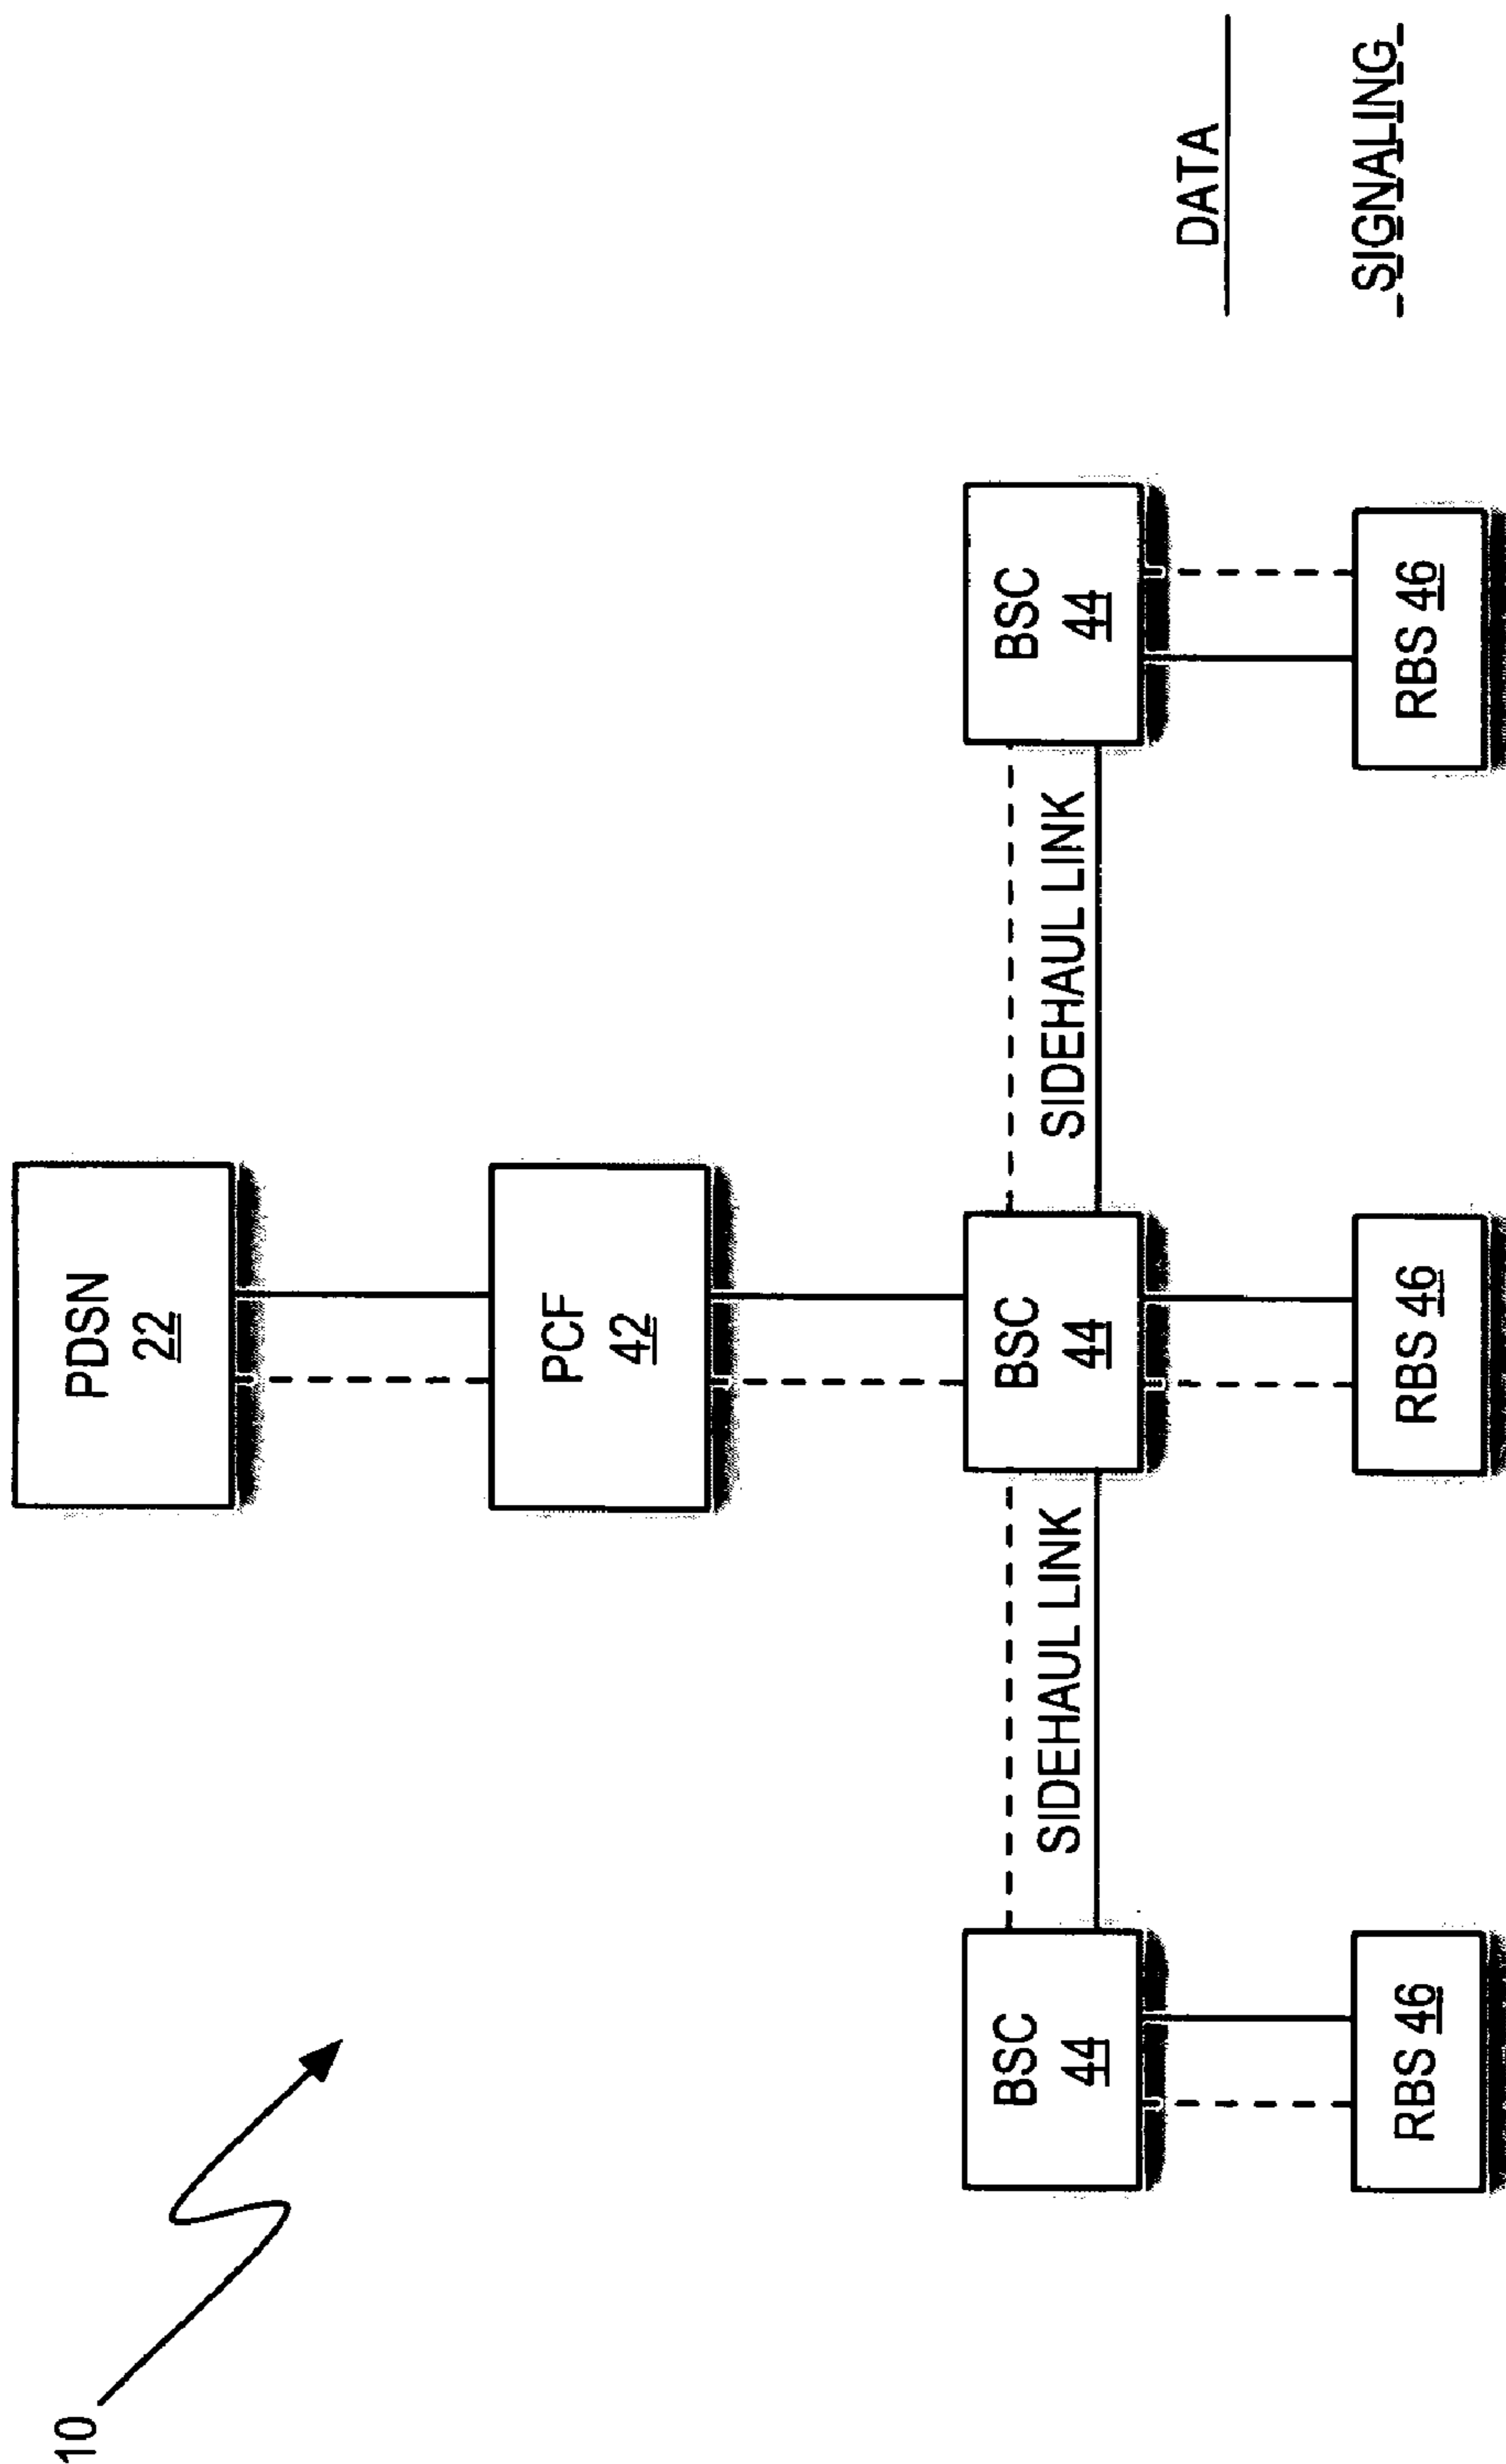 10
PDSN
22
PCF
42
BSC
44
SIDEHAUL LINK
BSC
44
SIDEHAUL LINK
BSC
44
DATA
SIGNALING
RBS 46
RBS 46
RBS 46